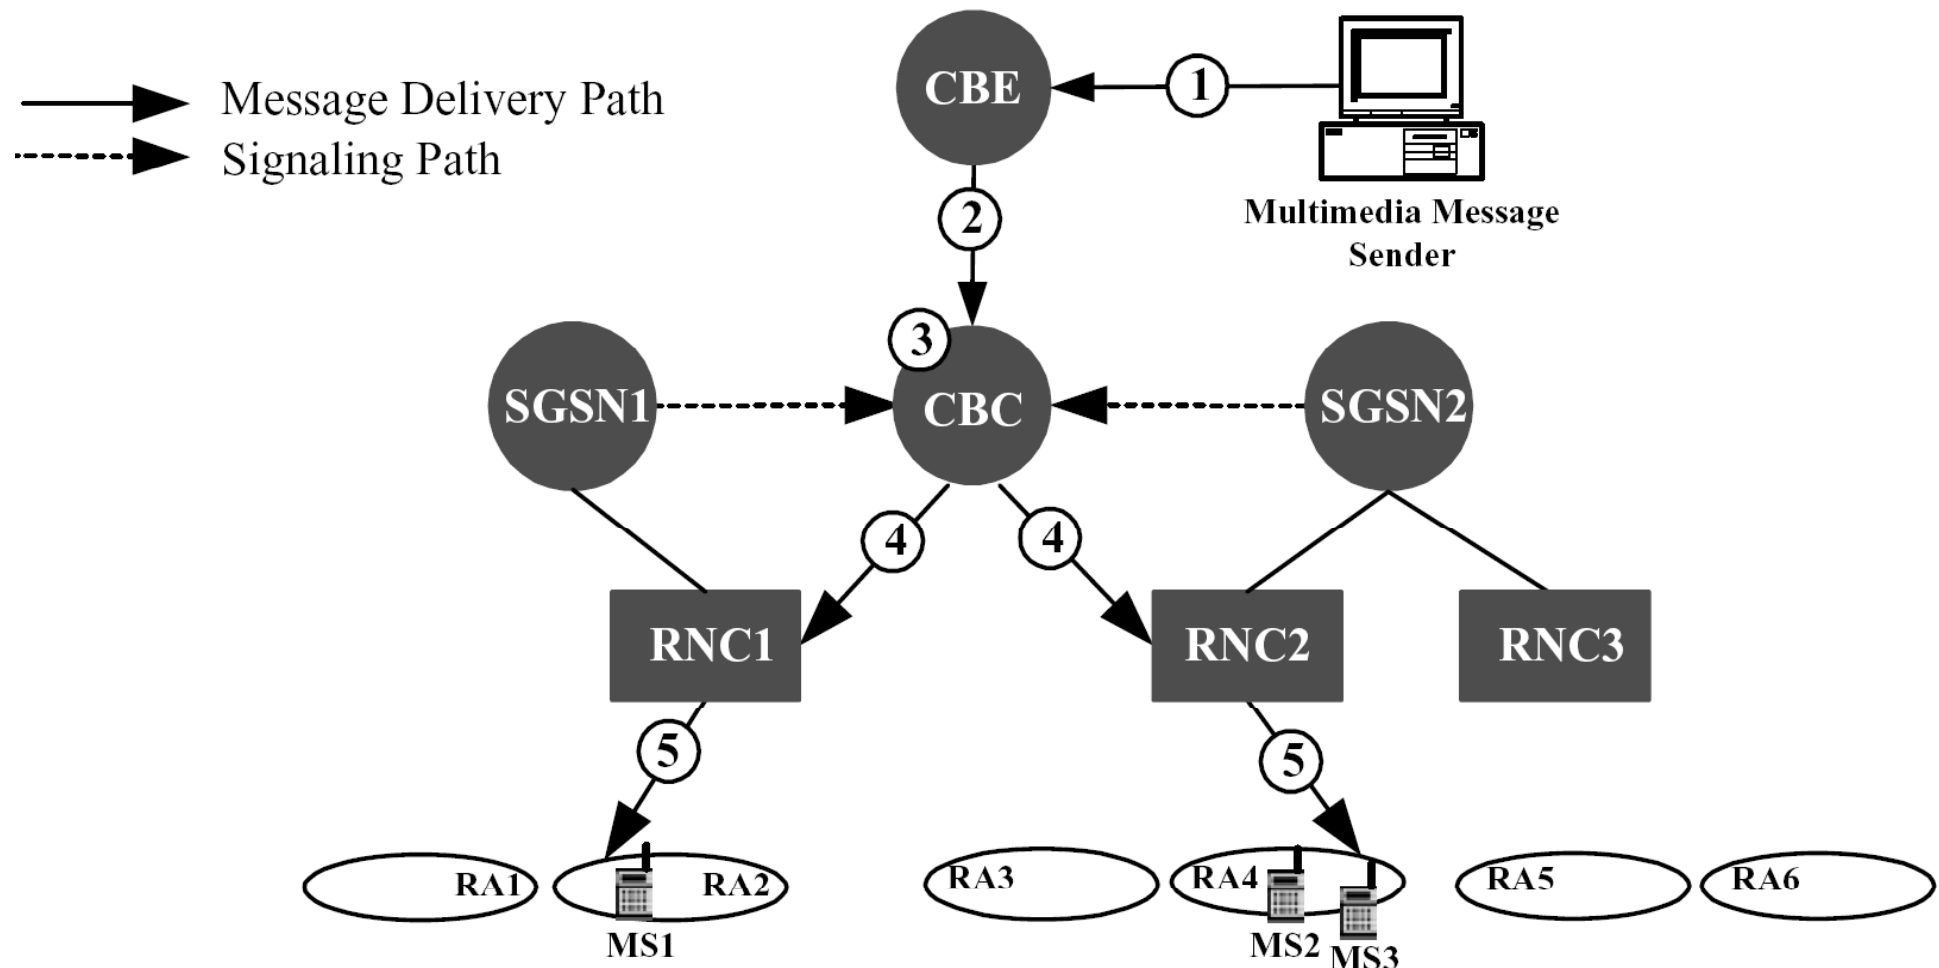 CBE
1
Message Delivery Path
Signaling Path
2
Multimedia Message
Sender
3
SGSN1
CBC
SGSN2
4
4
RNC1
RNC2
RNC3
5
5
RA1
RA2
RA3
RA4
RA5
RA6
MS1
MS2
MS3